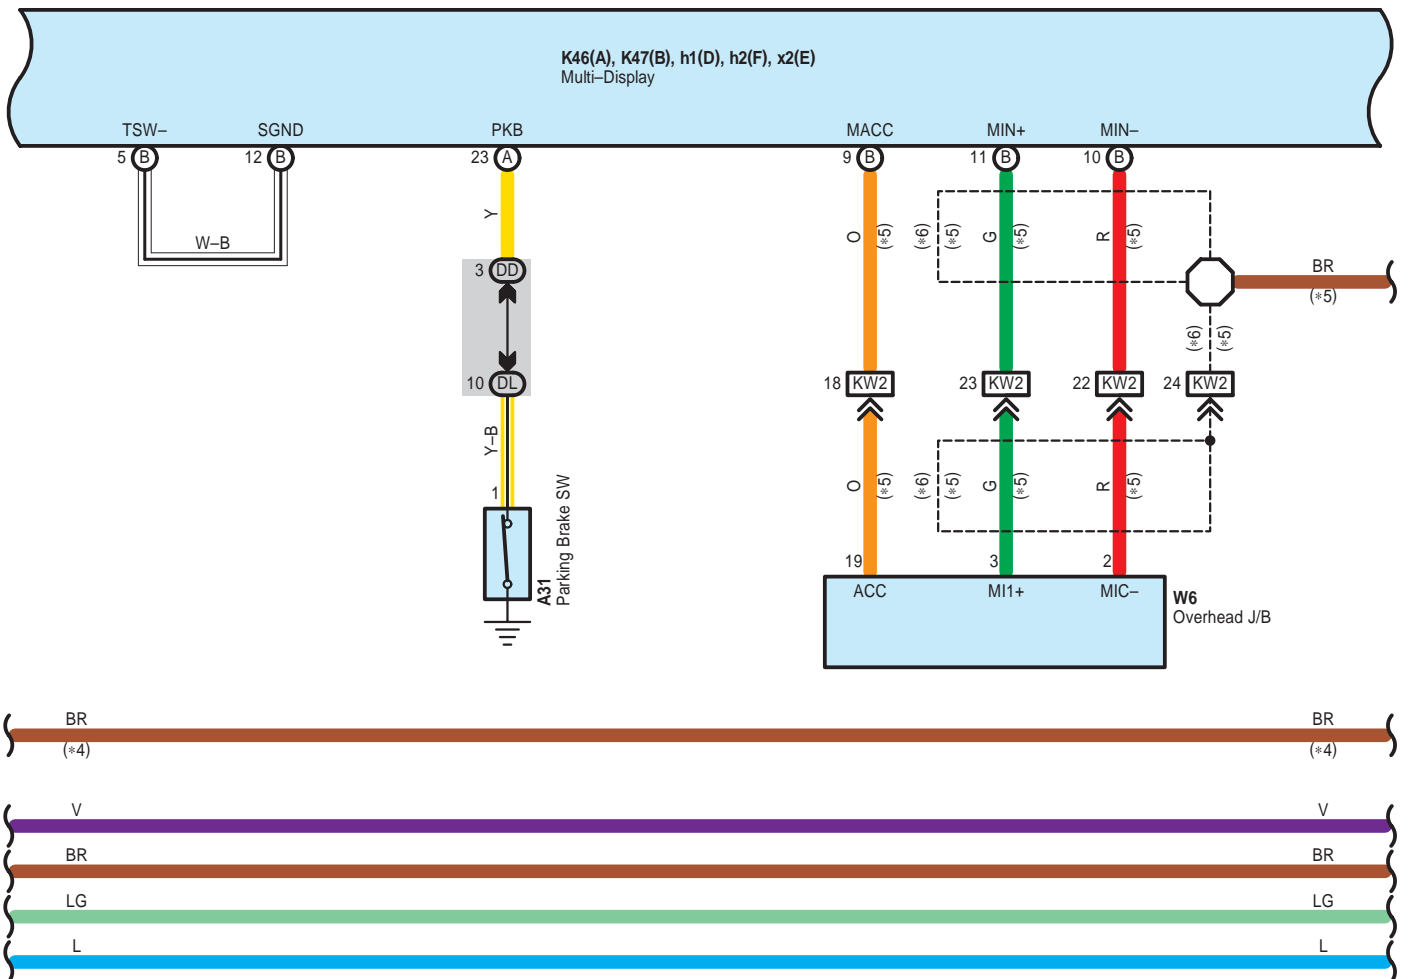 K46(A), K47(B), h1(D), h2(F), x2(E)
Multi–Display
TSW– SGND PKB MACC MIN+ MIN–
5 B 12 B 23 A 9 B 11 B 10 B
W–B
Y
O (∗5) (∗6) (∗5) G (∗5) R (∗5)
BR
(∗5)
3 DD
(∗6) (∗5)
10 DL
18 KW2 23 KW2 22 KW2 24 KW2
Y–B
O (∗5) (∗6) (∗5) G (∗5) R (∗5)
1
A31
Parking Brake SW
19 3 2
ACC MI1+ MIC–
W6
Overhead J/B
BR BR
(∗4) (∗4)
V V
BR BR
LG LG
L L